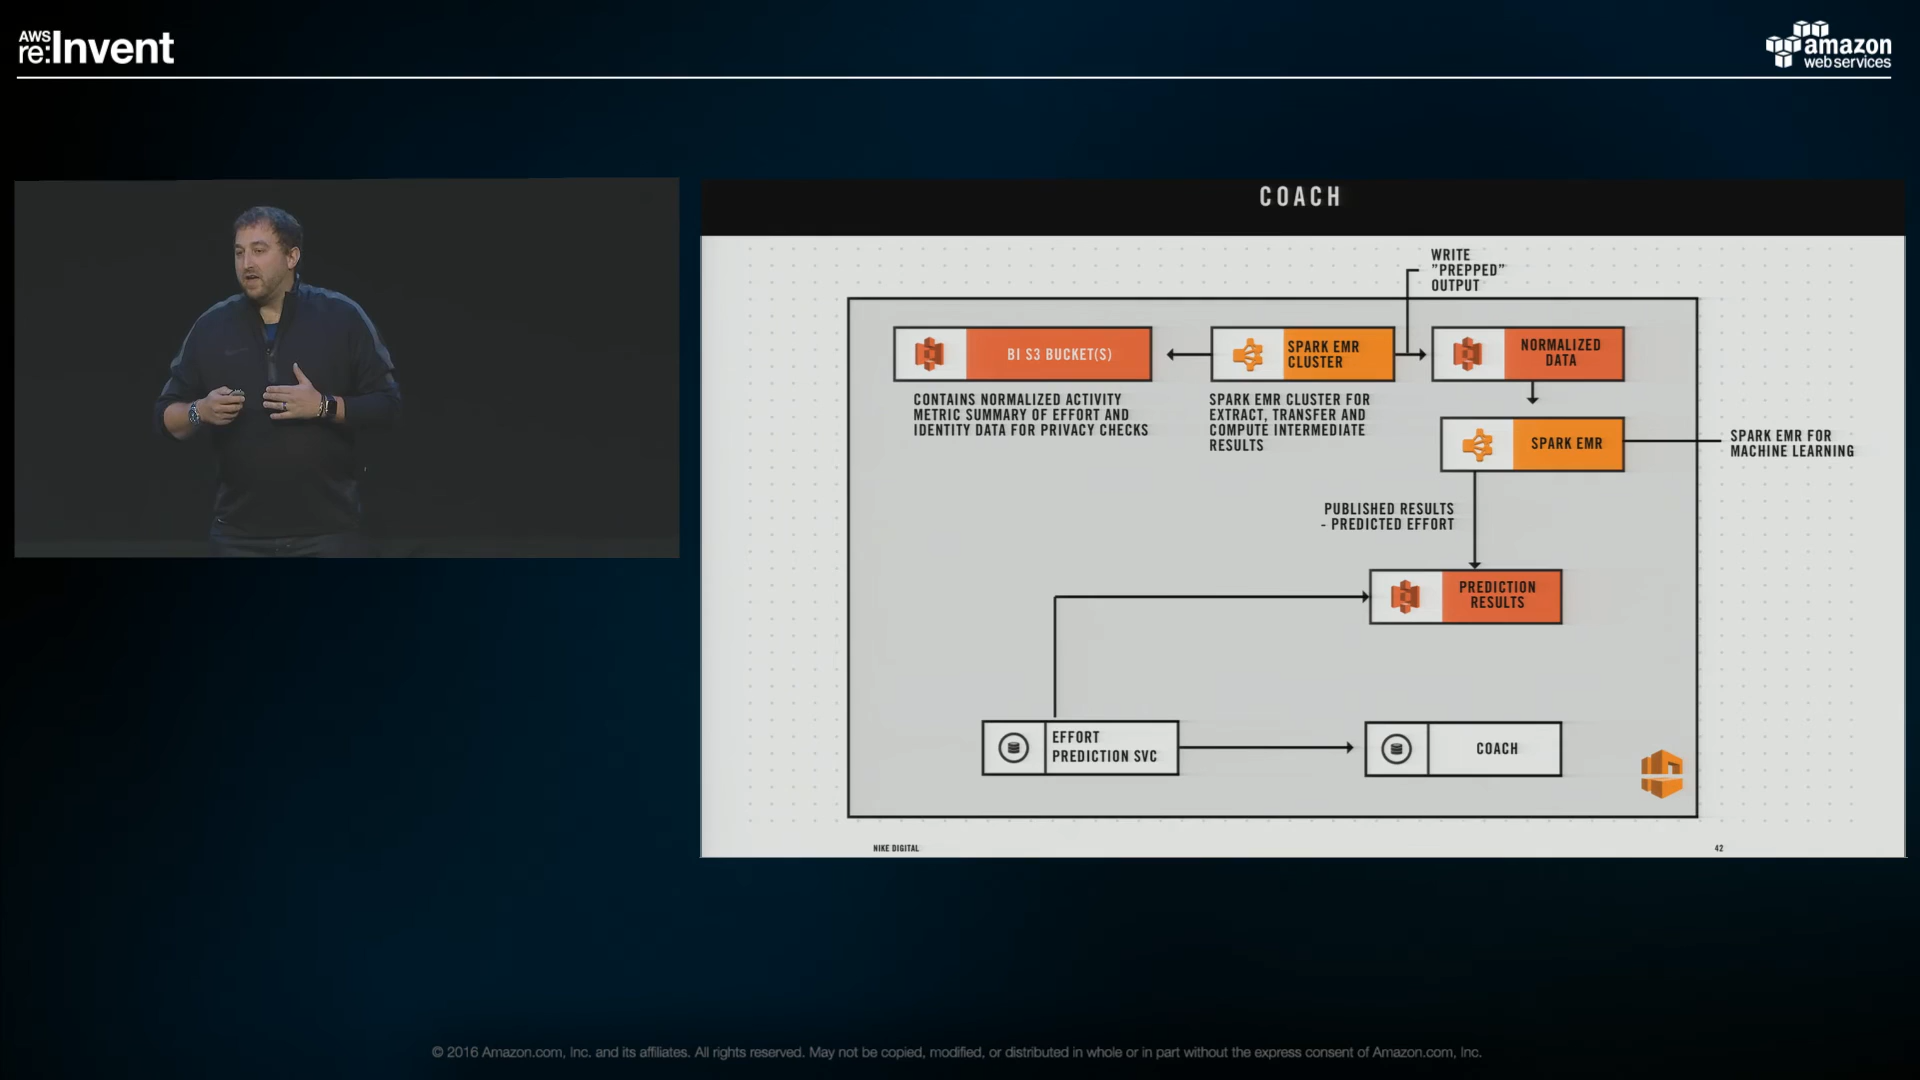 AWS
re:Invent
amazon
web services
COACH
WRITE
"PREPPED"
OUTPUT
BI S3 BUCKET(S)
SPARK EMR
CLUSTER
NORMALIZED
DATA
CONTAINS NORMALIZED ACTIVITY
METRIC SUMMARY OF EFFORT AND
IDENTITY DATA FOR PRIVACY CHECKS
SPARK EMR CLUSTER FOR
EXTRACT, TRANSFER AND
COMPUTE INTERMEDIATE
RESULTS
SPARK EMR
SPARK EMR FOR
MACHINE LEARNING
PUBLISHED RESULTS
- PREDICTED EFFORT
PREDICTION
RESULTS
EFFORT
PREDICTION SVC
COACH
NIKE DIGITAL
42
© 2016 Amazon.com, Inc. and its affiliates. All rights reserved. May not be copied, modified, or distributed in whole or in part without the express consent of Amazon.com, Inc.